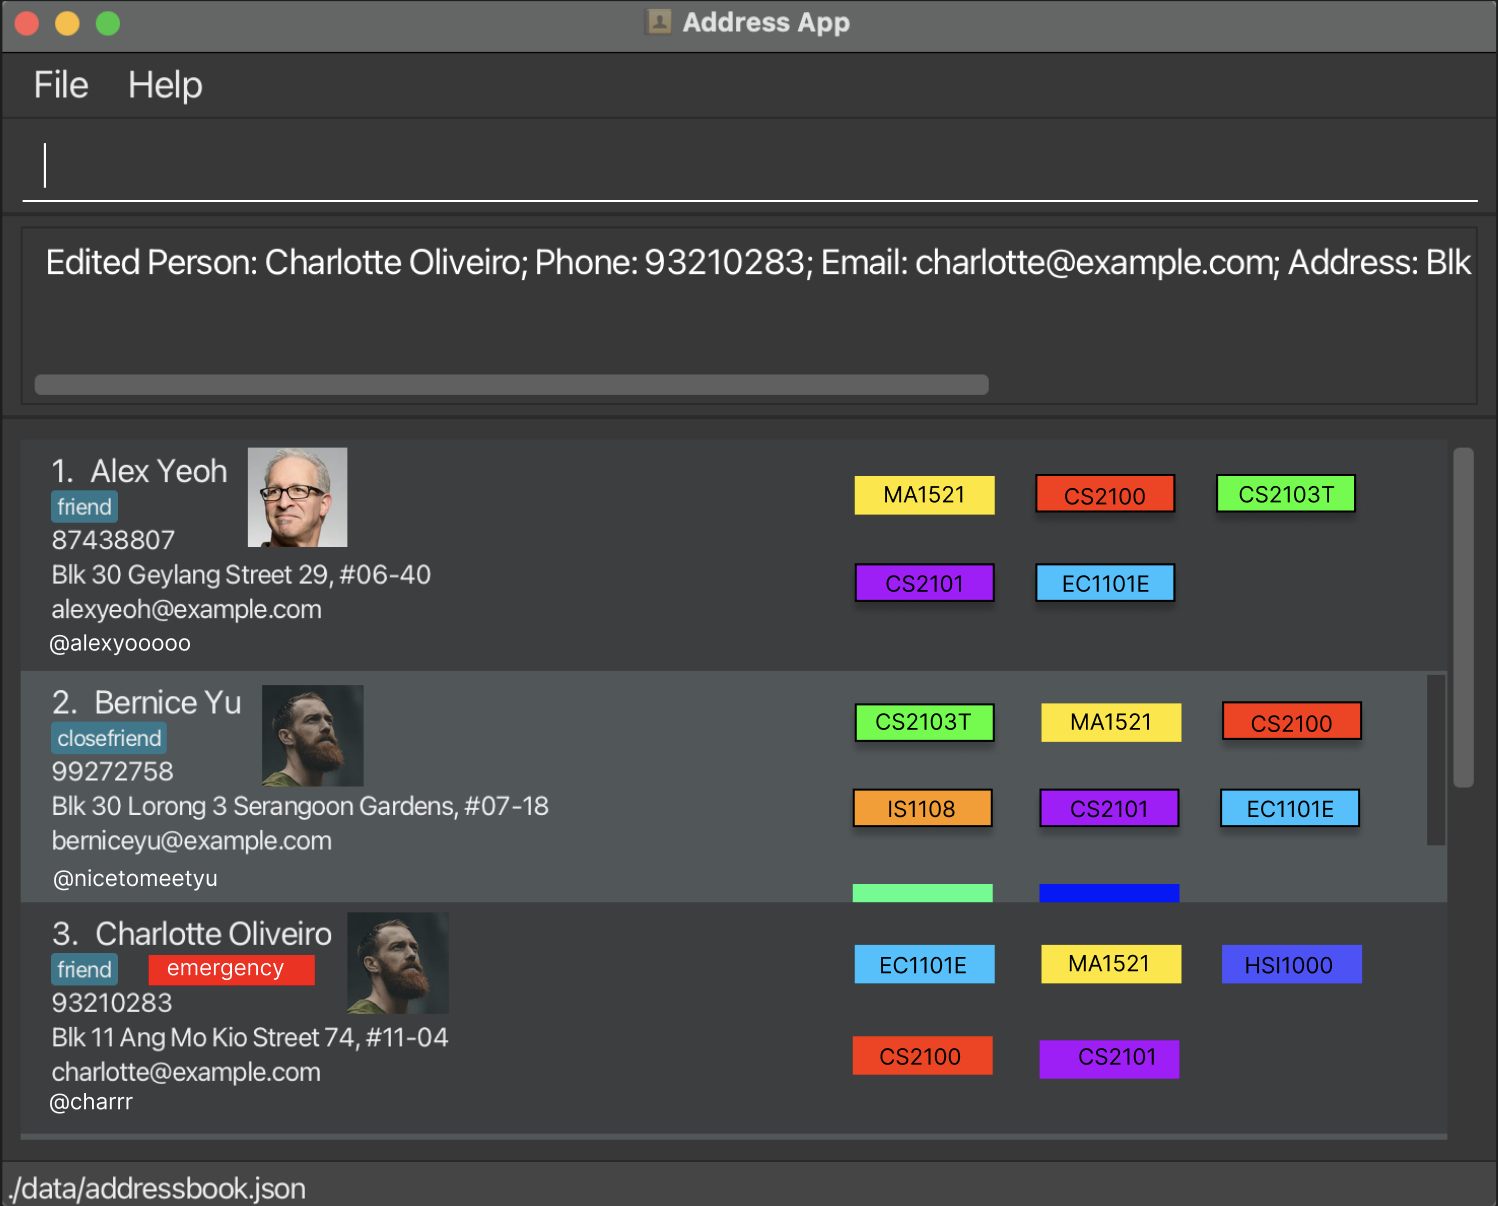 Address App
File Help
Edited Person: Charlotte Oliveiro; Phone: 93210283; Email: charlotte@example.com; Address: Blk
1. Alex Yeoh
friend
87438807
Blk 30 Geylang Street 29, #06-40
alexyeoh@example.com
@alexyooooo
MA1521 CS2100 CS2103T
CS2101 EC1101E
2. Bernice Yu
closefriend
99272758
Blk 30 Lorong 3 Serangoon Gardens, #07-18
berniceyu@example.com
@nicetomeetyu
CS2103T MA1521 CS2100
IS1108 CS2101 EC1101E
3. Charlotte Oliveiro
friend emergency
93210283
Blk 11 Ang Mo Kio Street 74, #11-04
charlotte@example.com
@charrr
EC1101E MA1521 HSI1000
CS2100 CS2101
./data/addressbook.json